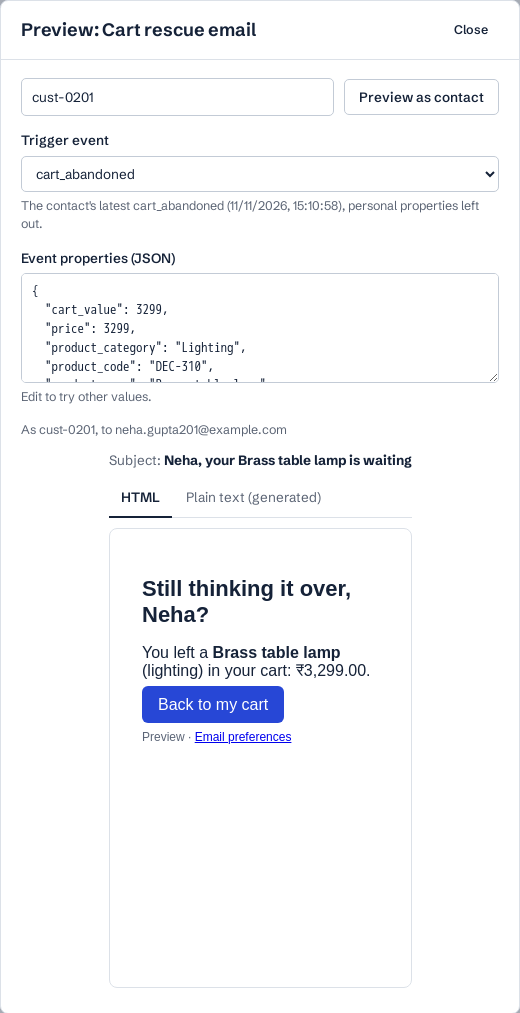 Preview: Cart rescue email
Close
cust-0201
Preview as contact
Trigger event
cart_abandoned
The contact's latest cart_abandoned (11/11/2026, 15:10:58), personal properties left
out.
Event properties (JSON)
{
"cart_value": 3299,
"price": 3299,
"product_category": "Lighting",
"product_code": "DEC-310",
Edit to try other values.
As cust-0201, to neha.gupta201@example.com
Subject: Neha, your Brass table lamp is waiting
HTML
Plain text (generated)
Still thinking it over,
Neha?
You left a Brass table lamp
(lighting) in your cart: ₹3,299.00.
Back to my cart
Preview · Email preferences